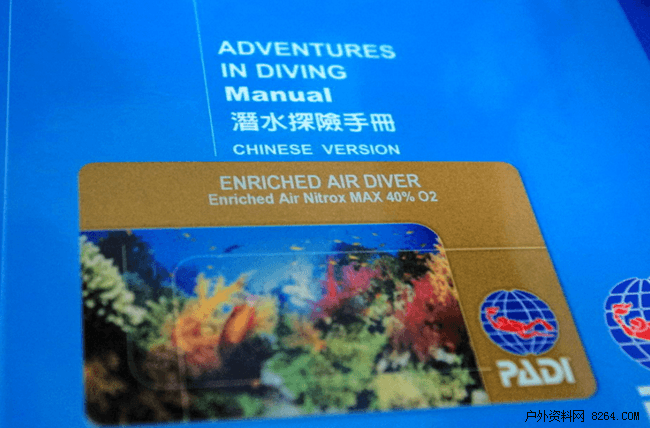 ADVENTURES
IN DIVING
Manual
潛水探險手冊
CHINESE VERSION
ENRICHED AIR DIVER
Enriched Air Nitrox MAX 40% O2
PADI
户外资料网 8264.COM